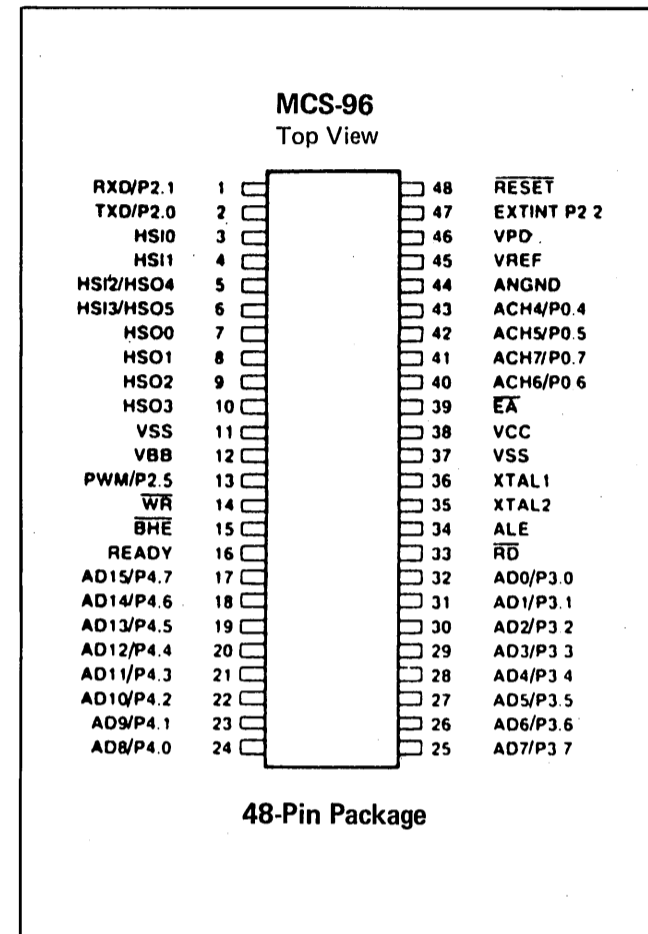 MCS-96
Top View
RXD/P2.1 1 48 R̅E̅S̅E̅T̅
TXD/P2.0 2 47 EXTINT P2 2
HSI0 3 46 VPD .
HSI1 4 45 VREF
HSI2/HSO4 5 44 ANGND
HSI3/HSO5 6 43 ACH4/P0.4
HSO0 7 42 ACH5/P0.5
HSO1 8 41 ACH7/P0.7
HSO2 9 40 ACH6/P0 6
HSO3 10 39 E̅A̅
VSS 11 38 VCC
VBB 12 37 VSS
PWM/P2.5 13 36 XTAL1
W̅R̅ 14 35 XTAL2
B̅H̅E̅ 15 34 ALE
READY 16 33 R̅D̅
AD15/P4.7 17 32 AD0/P3.0
AD14/P4.6 18 31 AD1/P3.1
AD13/P4.5 19 30 AD2/P3.2
AD12/P4.4 20 29 AD3/P3 3
AD11/P4.3 21 28 AD4/P3 4
AD10/P4.2 22 27 AD5/P3.5
AD9/P4.1 23 26 AD6/P3.6
AD8/P4.0 24 25 AD7/P3 7
48-Pin Package